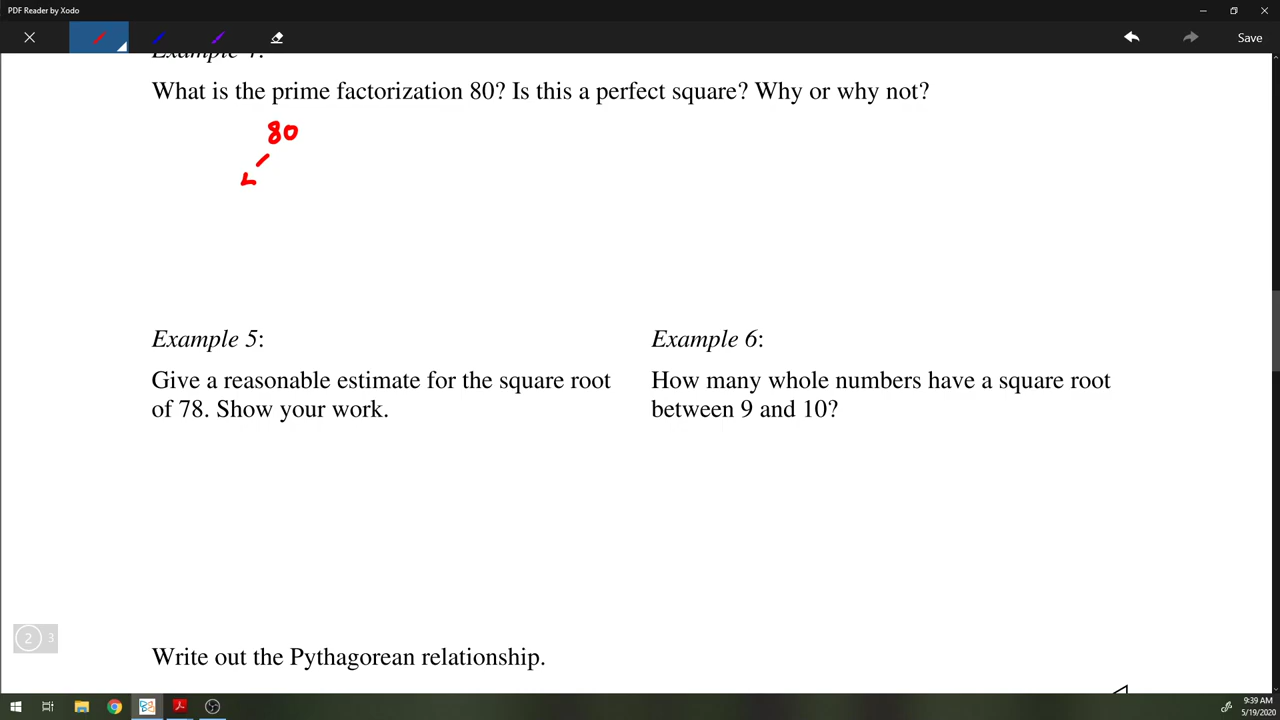 PDF Reader by Xodo
Save
What is the prime factorization 80? Is this a perfect square? Why or why not?
80
Example 5:
Give a reasonable estimate for the square root
of 78. Show your work.
Example 6:
How many whole numbers have a square root
between 9 and 10?
2 3
Write out the Pythagorean relationship.
9:39 AM
5/19/2020